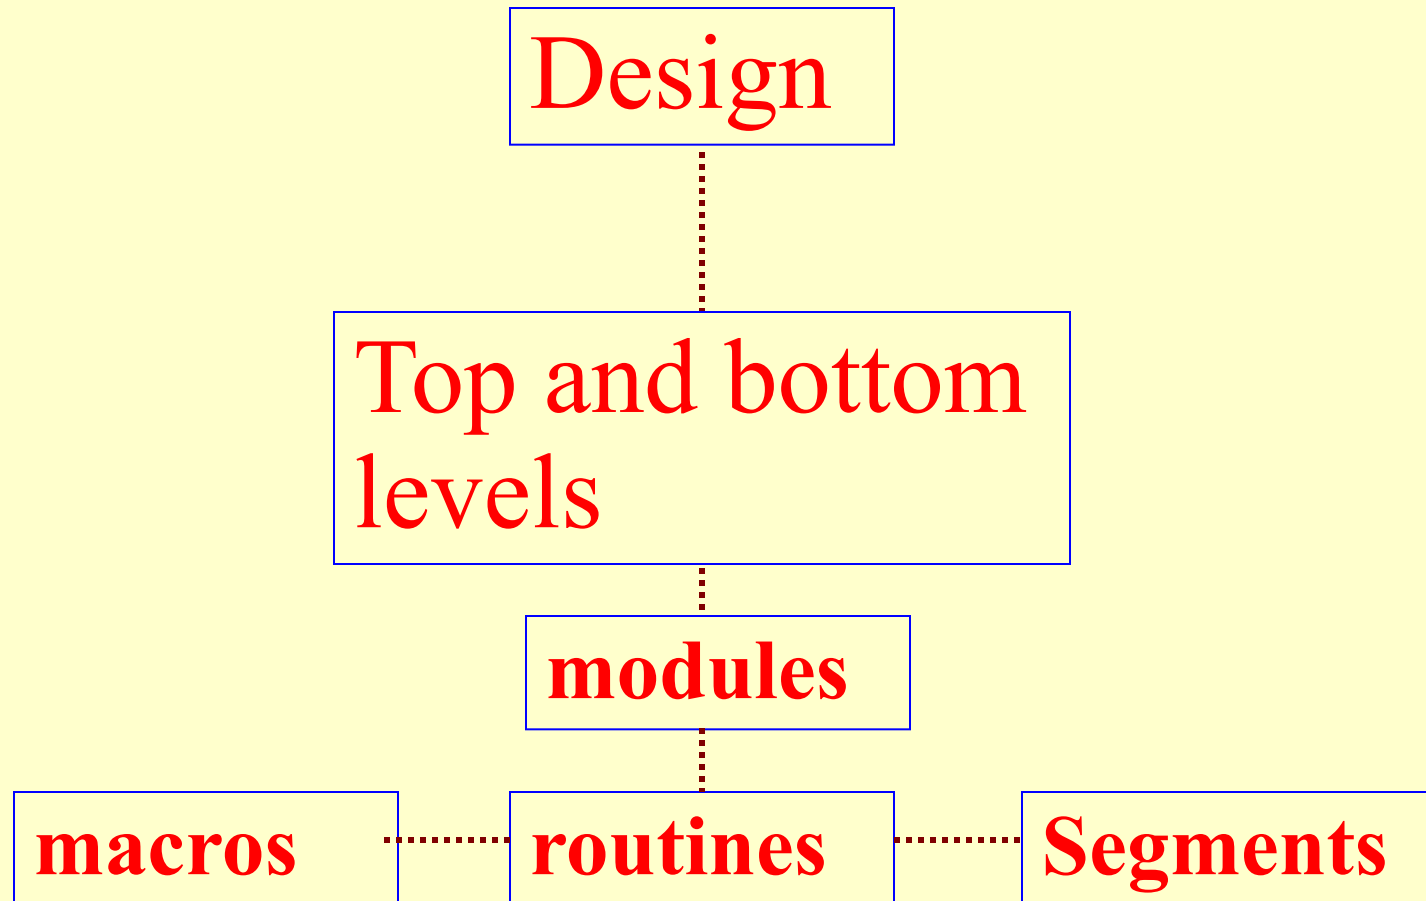 Design
Top and bottom
levels
modules
macros
routines
Segments